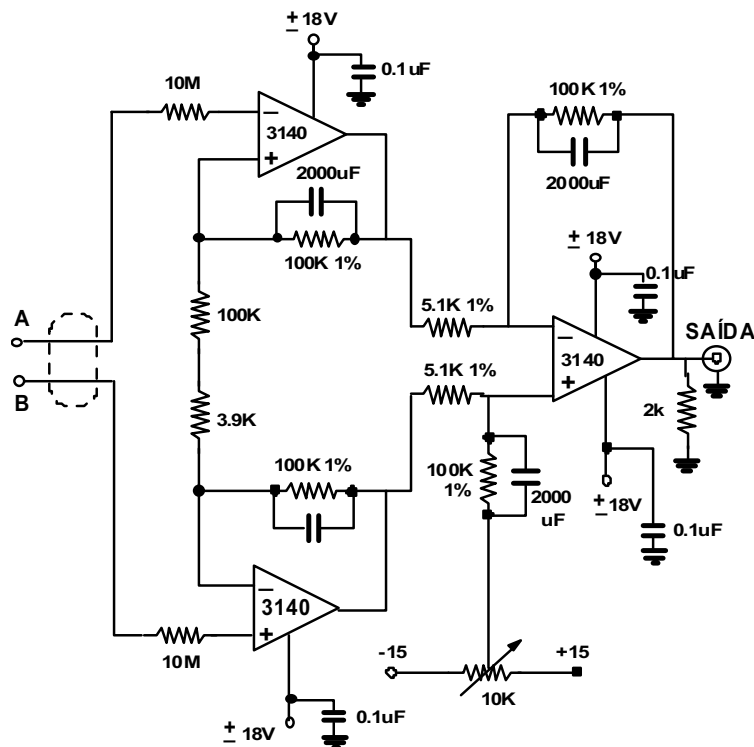 ± 18V
0.1uF
10M
−
3140
+
100K 1%
2000uF
2000uF
100K 1%
± 18V
0.1uF
100K
5.1K 1%
A
−
3140
+
SAÍDA
B
5.1K 1%
3.9K
2k
100K 1%
100K
1%
2000
uF
± 18V
0.1uF
−
3140
+
10M
-15
+15
10K
0.1uF
± 18V